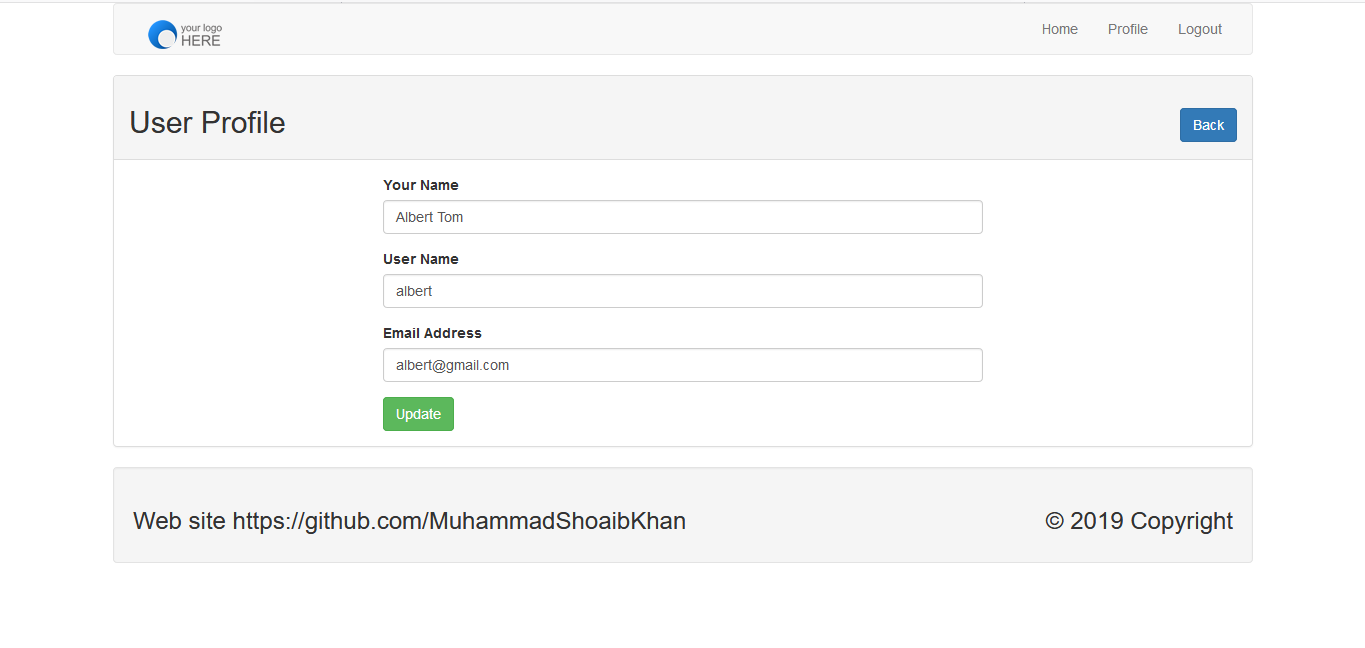 your logo
HERE
Home Profile Logout
User Profile
Back
Your Name
Albert Tom
User Name
albert
Email Address
albert@gmail.com
Update
Web site https://github.com/MuhammadShoaibKhan
© 2019 Copyright